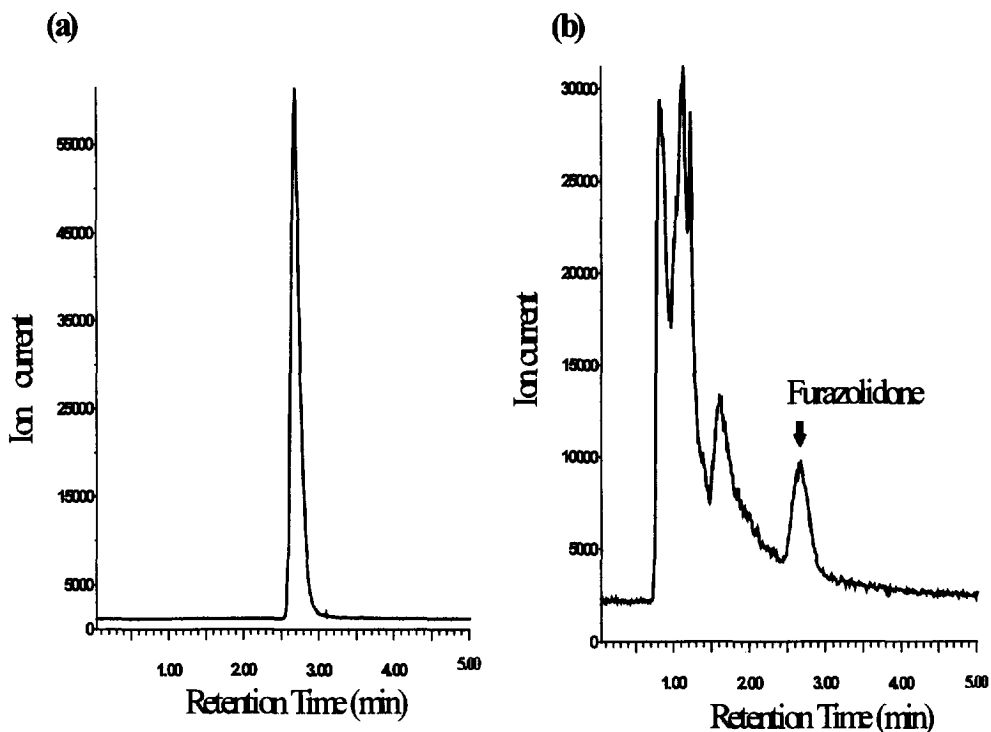 (a)
55000
45000
35000
25000
15000
5000
0
Ion current
1.00 2.00 3.00 5.00
Retention Time (min)
(b)
30000
25000
20000
15000
10000
5000
0
Ion current
Furazolidone
1.00 2.00 3.00 4.00 5.00
Retention Time (min)